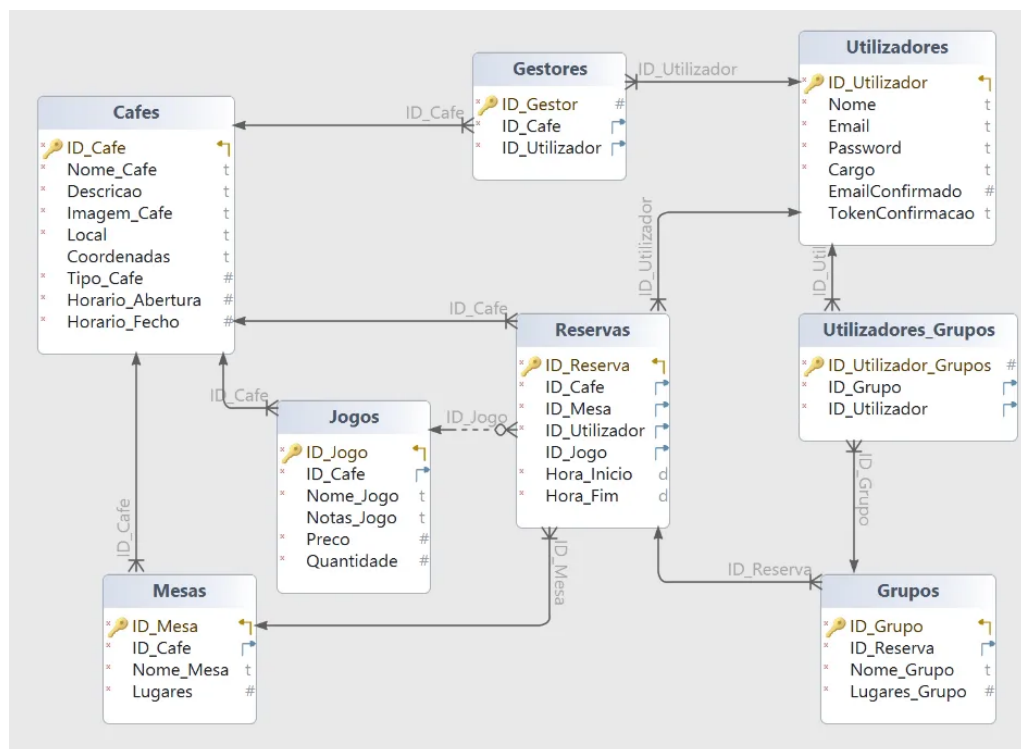 Cafes
ID_Cafe
Nome_Cafe t
Descricao t
Imagem_Cafe t
Local t
Coordenadas t
Tipo_Cafe #
Horario_Abertura #
Horario_Fecho #
ID_Cafe
Gestores
ID_Gestor #
ID_Cafe
ID_Utilizador
ID_Utilizador
Utilizadores
ID_Utilizador
Nome t
Email t
Password t
Cargo t
EmailConfirmado #
TokenConfirmacao t
ID_Utilizador
ID_Util
ID_Cafe
Reservas
ID_Reserva
ID_Cafe
ID_Mesa
ID_Utilizador
ID_Jogo
Hora_Inicio d
Hora_Fim d
Utilizadores_Grupos
ID_Utilizador_Grupos #
ID_Grupo
ID_Utilizador
ID_Cafe
Jogos
ID_Jogo
ID_Cafe
Nome_Jogo t
Notas_Jogo t
Preco #
Quantidade #
ID_Jogo
ID_Grupo
ID_Cafe
ID_Mesa
ID_Reserva
Mesas
ID_Mesa
ID_Cafe
Nome_Mesa t
Lugares #
Grupos
ID_Grupo
ID_Reserva
Nome_Grupo t
Lugares_Grupo #